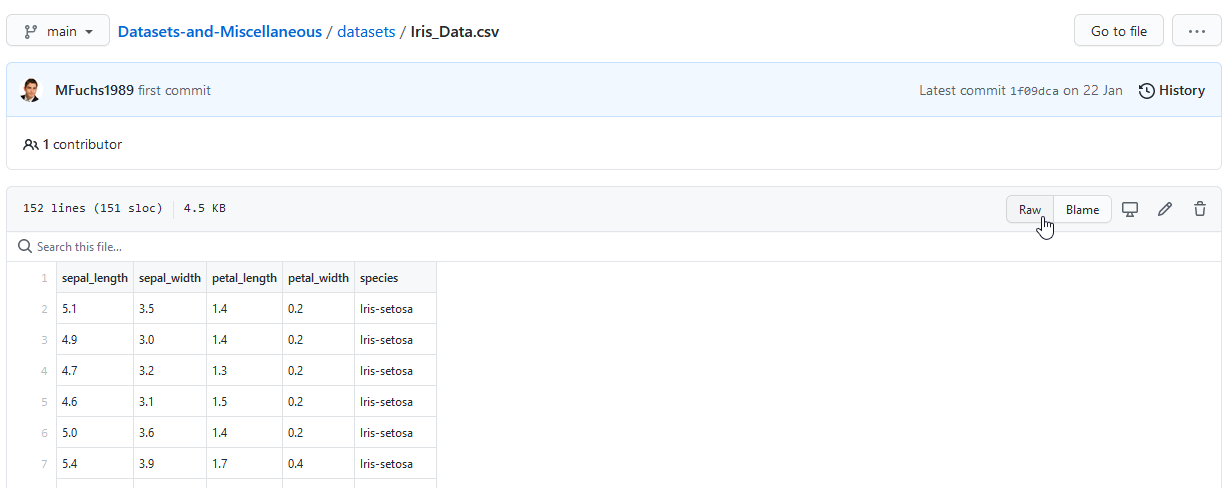 main Datasets-and-Miscellaneous / datasets / Iris_Data.csv Go to file ...
MFuchs1989 first commit Latest commit 1f09dca on 22 Jan History
1 contributor
152 lines (151 sloc) 4.5 KB Raw Blame
Search this file...
1 sepal_length sepal_width petal_length petal_width species
2 5.1 3.5 1.4 0.2 Iris-setosa
3 4.9 3.0 1.4 0.2 Iris-setosa
4 4.7 3.2 1.3 0.2 Iris-setosa
5 4.6 3.1 1.5 0.2 Iris-setosa
6 5.0 3.6 1.4 0.2 Iris-setosa
7 5.4 3.9 1.7 0.4 Iris-setosa